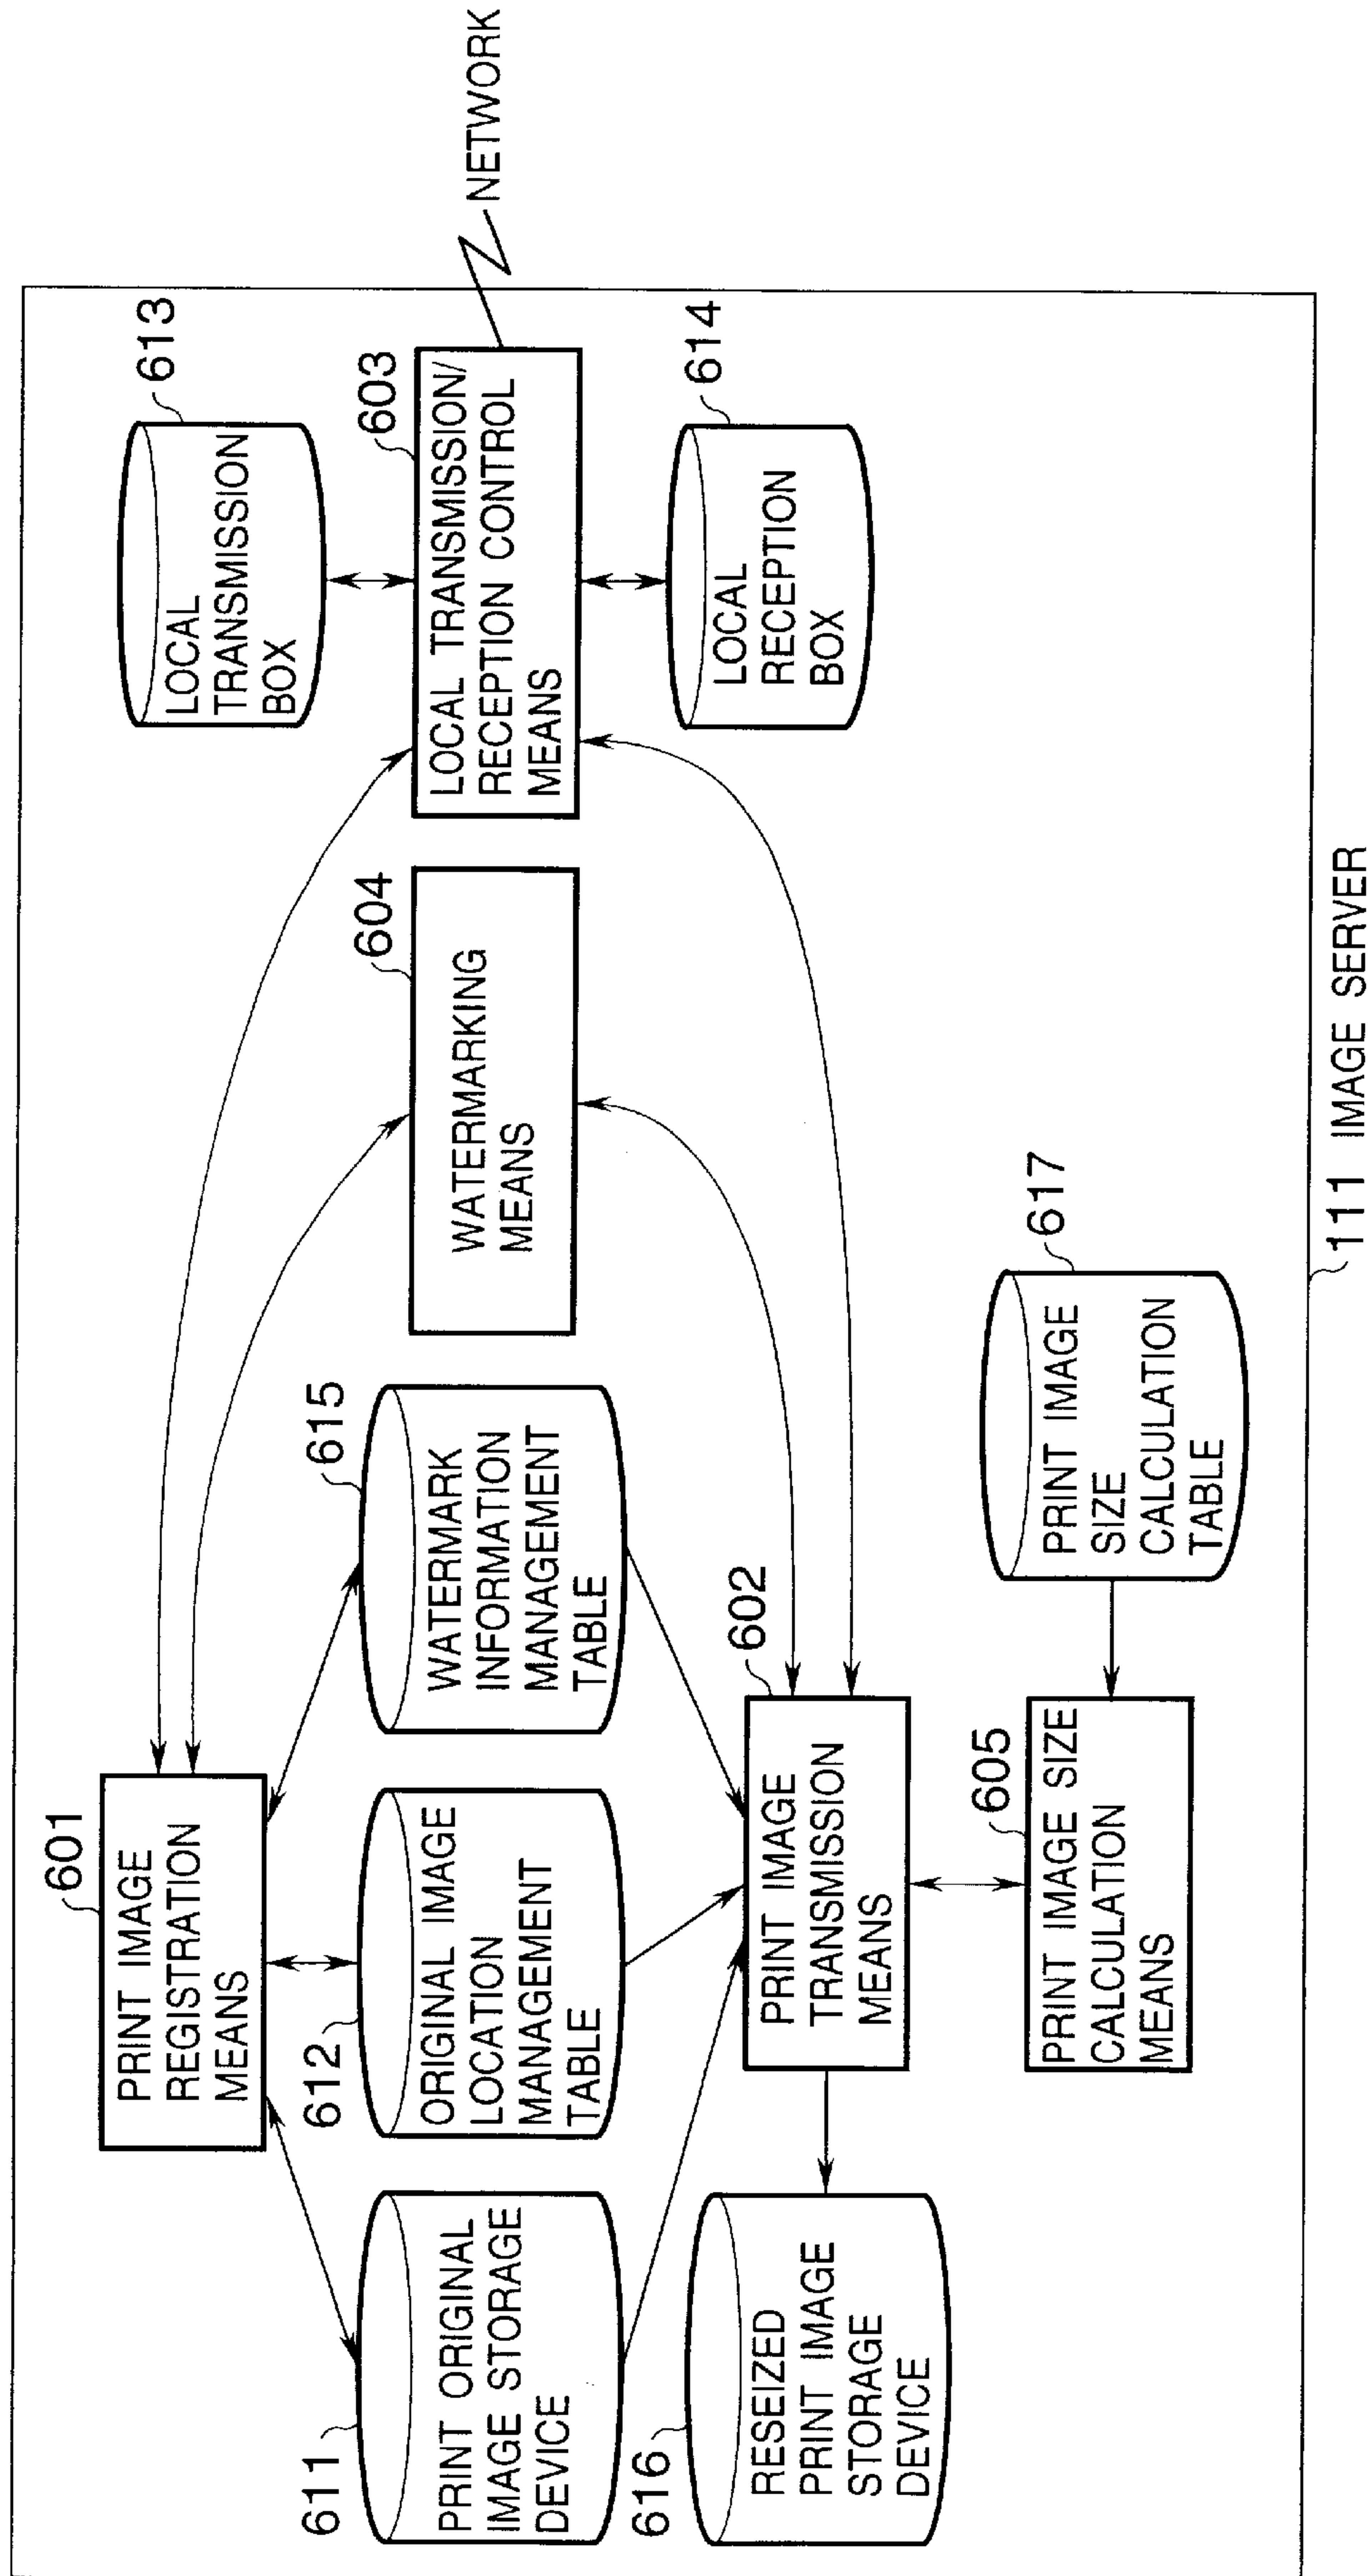 601
PRINT IMAGE
REGISTRATION
MEANS
611
PRINT ORIGINAL
IMAGE STORAGE
DEVICE
612
ORIGINAL IMAGE
LOCATION
MANAGEMENT
TABLE
615
WATERMARK
INFORMATION
MANAGEMENT
TABLE
604
WATERMARKING
MEANS
613
LOCAL
TRANSMISSION
BOX
603
LOCAL TRANSMISSION/
RECEPTION CONTROL
MEANS
NETWORK
614
LOCAL
RECEPTION
BOX
616
RESEIZED
PRINT IMAGE
STORAGE
DEVICE
602
PRINT IMAGE
TRANSMISSION
MEANS
605
PRINT IMAGE SIZE
CALCULATION
MEANS
617
PRINT IMAGE
SIZE
CALCULATION
TABLE
111 IMAGE SERVER